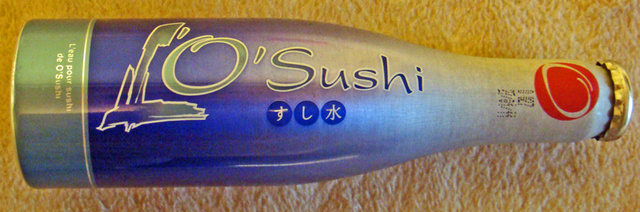 O'Sushi
すし水
L'eau pour sushi
de O'Sushi